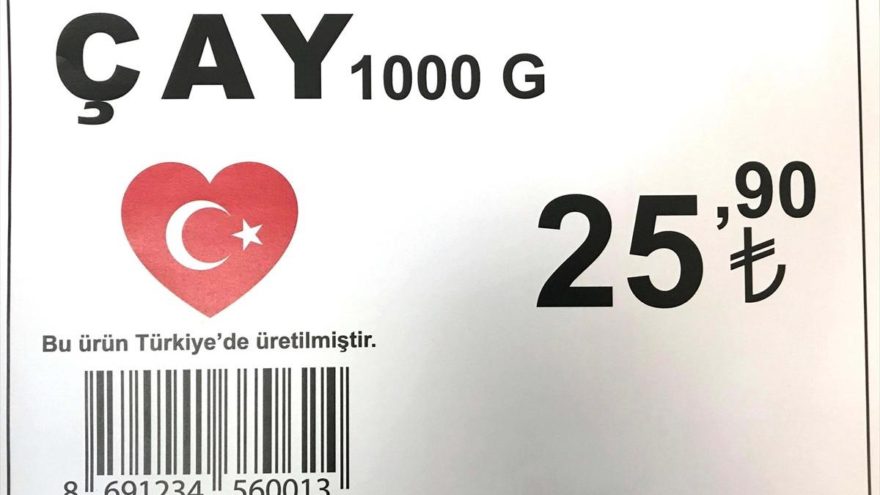 ÇAY 1000 G
25,90 ₺
Bu ürün Türkiye'de üretilmiştir.
8 691234 560013